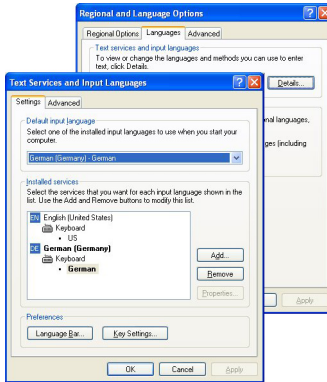 Regional and Language Options
Regional Options Languages Advanced
Text services and input languages
To view or change the languages and methods you can use to enter
text, click Details.
Details...
Text Services and Input Languages
Settings Advanced
Default input language
Select one of the installed input languages to use when you start your
computer.
German (Germany) - German
Installed services
Select the services that you want for each input language shown in the
list. Use the Add and Remove buttons to modify this list.
EN English (United States)
Keyboard
US
DE German (Germany)
Keyboard
German
Add...
Remove
Properties...
Preferences
Language Bar...
Key Settings...
OK Cancel Apply
nal languages,
ges (including
Apply